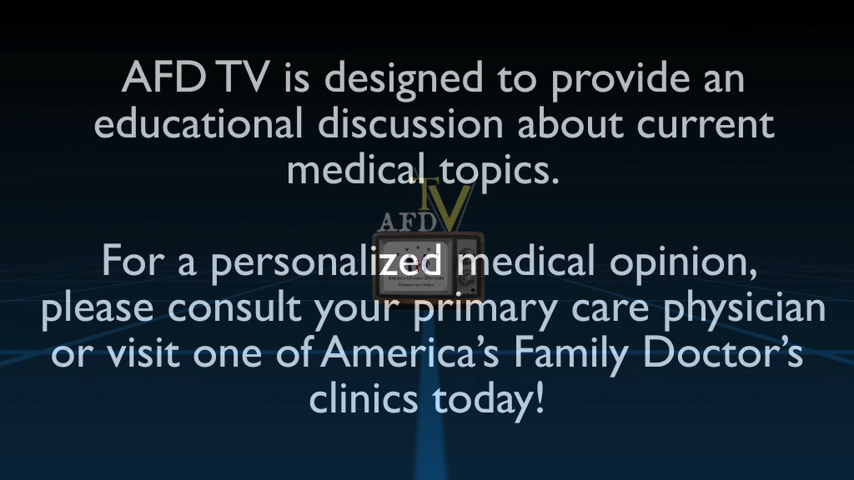 AFD TV is designed to provide an
educational discussion about current
medical topics.
TV
AFD
For a personalized medical opinion,
please consult your primary care physician
or visit one of America's Family Doctor's
clinics today!